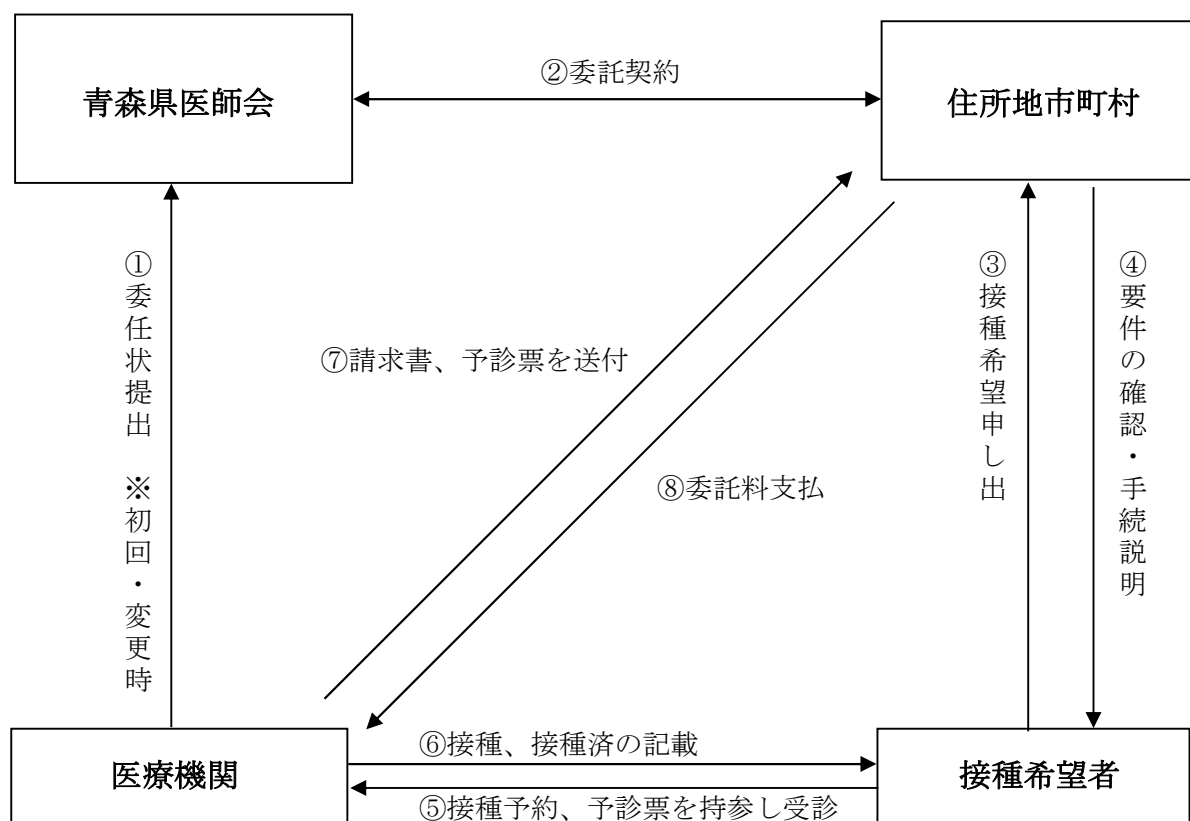 ②委託契約
青森県医師会
住所地市町村
①委任状提出　※初回・変更時
③接種希望申し出
④要件の確認・手続説明
⑦請求書、予診票を送付
⑧委託料支払
⑥接種、接種済の記載
医療機関
接種希望者
⑤接種予約、予診票を持参し受診